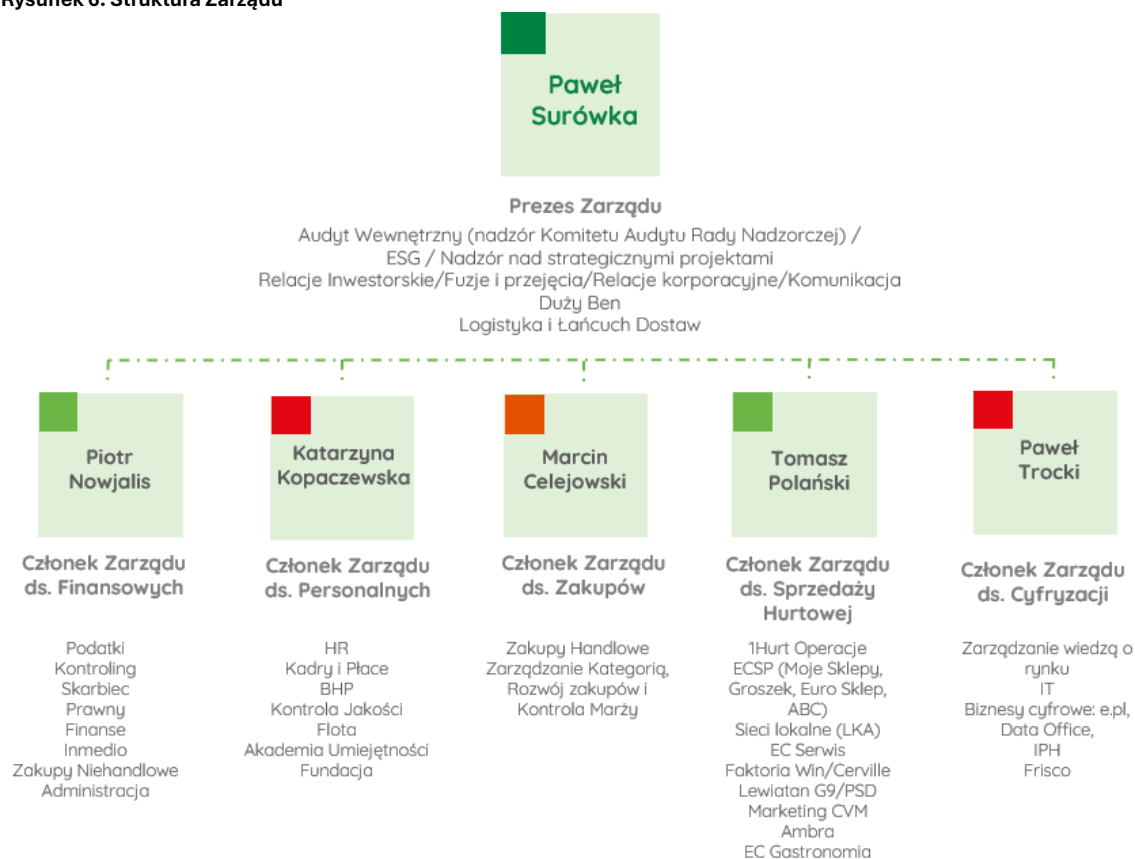 Rysunek 6. Struktura Zarządu
Paweł
Surówka
Prezes Zarządu
Audyt Wewnętrzny (nadzór Komitetu Audytu Rady Nadzorczej) /
ESG / Nadzór nad strategicznymi projektami
Relacje Inwestorskie/Fuzje i przejęcia/Relacje korporacyjne/Komunikacja
Duży Ben
Logistyka i Łańcuch Dostaw
Piotr
Nowjalis
Członek Zarządu
ds. Finansowych
Podatki
Kontroling
Skarbiec
Prawny
Finanse
Inmedio
Zakupy Niehandlowe
Administracja
Katarzyna
Kopaczewska
Członek Zarządu
ds. Personalnych
HR
Kadry i Płace
BHP
Kontrola Jakości
Flota
Akademia Umiejętności
Fundacja
Marcin
Celejowski
Członek Zarządu
ds. Zakupów
Zakupy Handlowe
Zarządzanie Kategorią,
Rozwój zakupów i
Kontrola Marży
Tomasz
Polański
Członek Zarządu
ds. Sprzedaży
Hurtowej
1Hurt Operacje
ECSP (Moje Sklepy,
Groszek, Euro Sklep,
ABC)
Sieci lokalne (LKA)
EC Serwis
Faktoria Win/Cerville
Lewiatan G9/PSD
Marketing CVM
Ambra
EC Gastronomia
Paweł
Trocki
Członek Zarządu
ds. Cyfryzacji
Zarządzanie wiedzą o
rynku
IT
Biznesy cyfrowe: e.pl,
Data Office,
IPH
Frisco